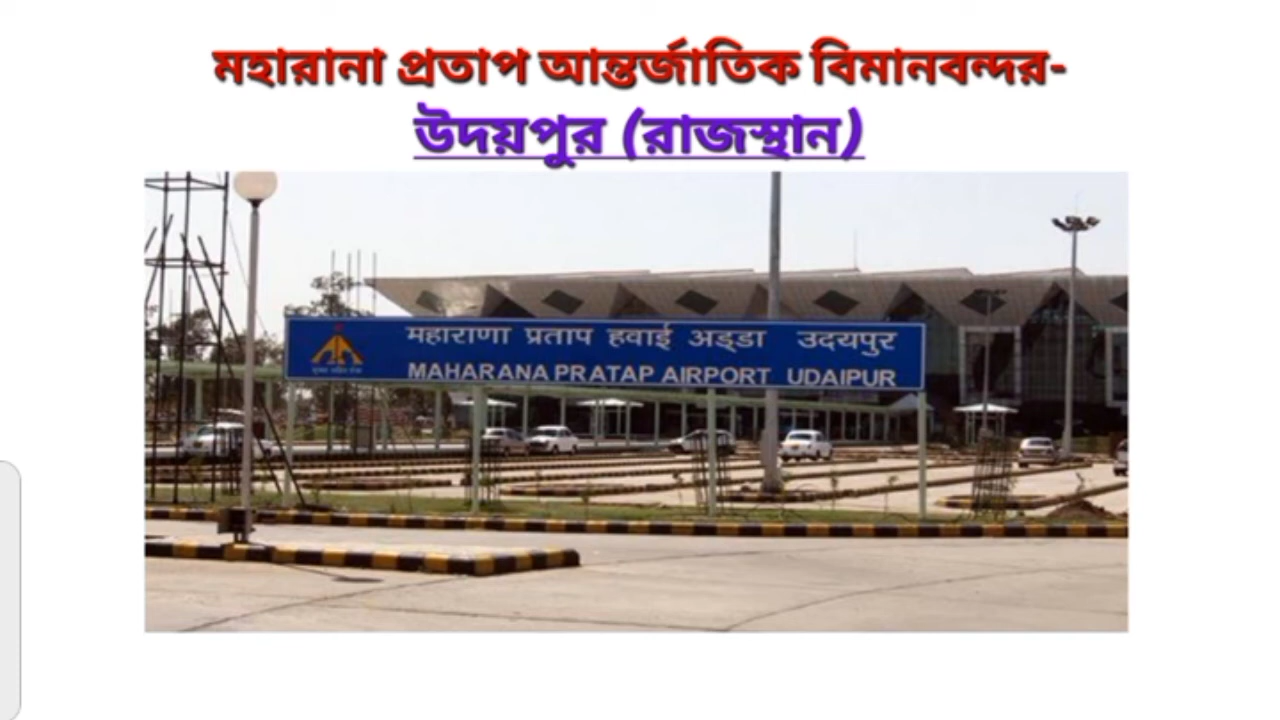 মহারানা প্রতাপ আন্তর্জাতিক বিমানবন্দর-
উদয়পুর (রাজস্থান)
महाराणा प्रताप हवाई अड्डा उदयपुर
MAHARANA PRATAP AIRPORT UDAIPUR